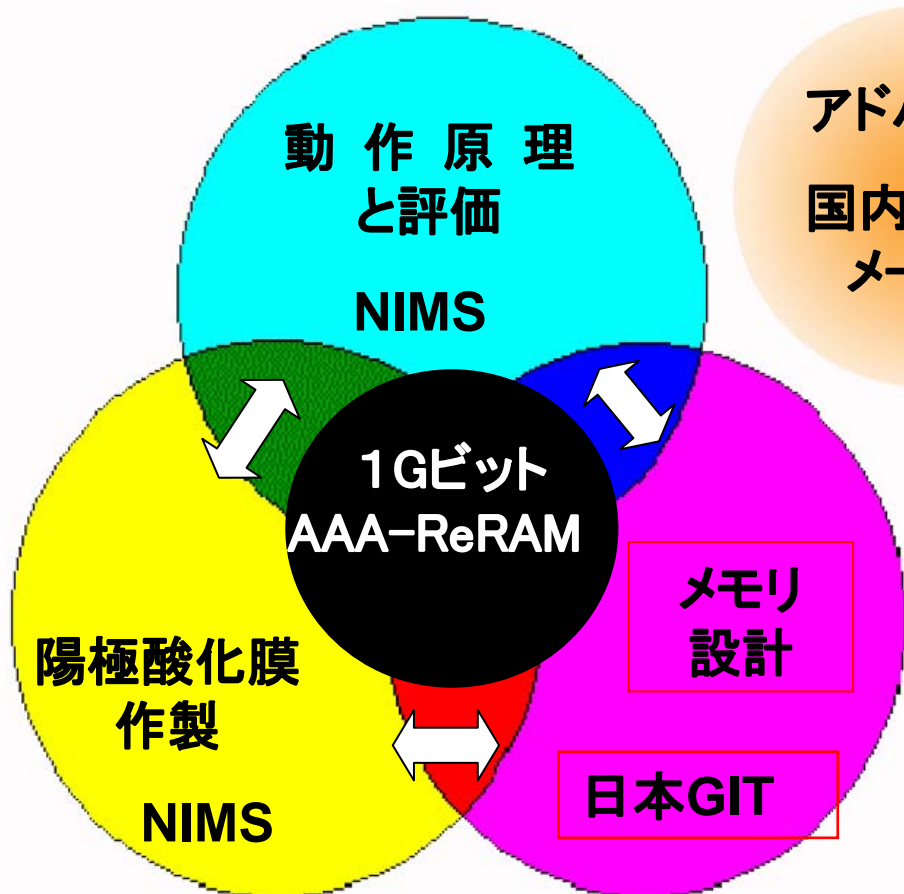 動作原理
と評価
NIMS
アド
国内
メー
1Gビット
AAA-ReRAM
メモリ
設計
陽極酸化膜
作製
NIMS
日本GIT